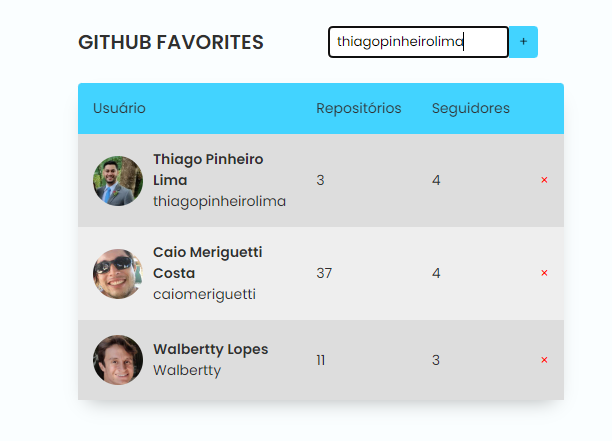 GITHUB FAVORITES
thiagopinheirolima
+
Usuário Repositórios Seguidores
Thiago Pinheiro
Lima
thiagopinheirolima
3 4 ×
Caio Meriguetti
Costa
caiomeriguetti
37 4 ×
Walbertty Lopes
Walbertty
11 3 ×